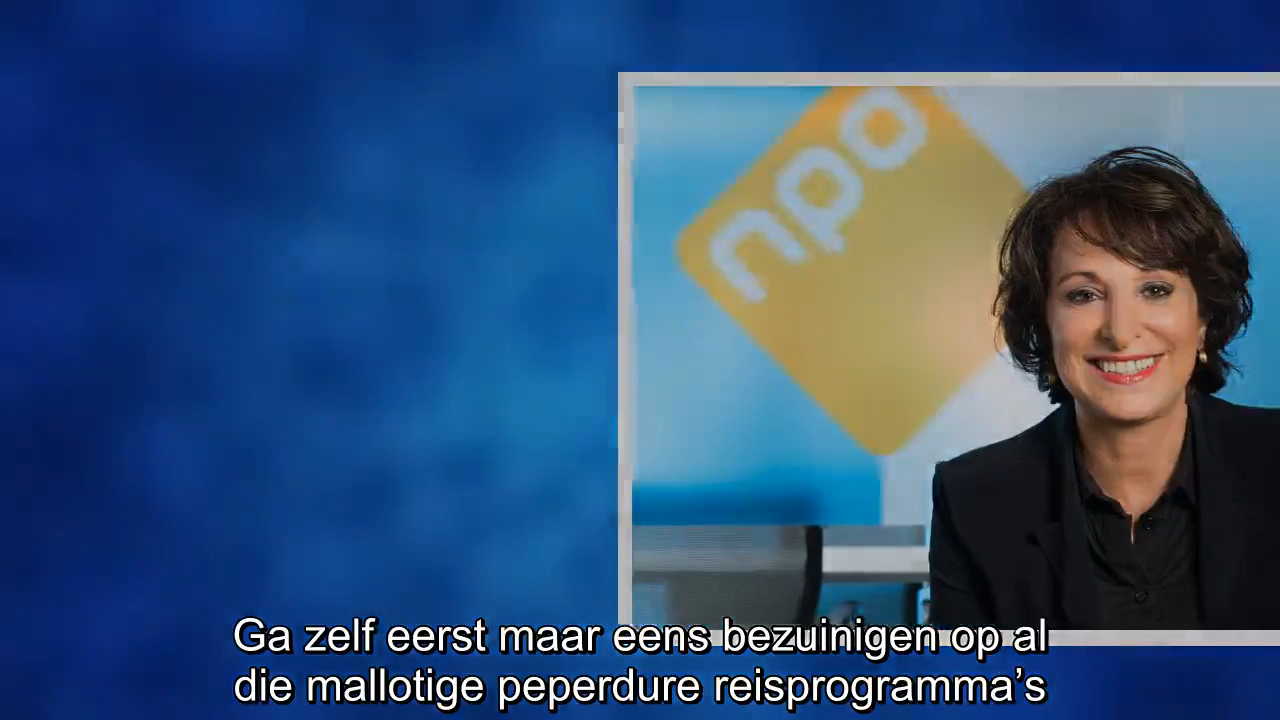 npo
Ga zelf eerst maar eens bezuinigen op al
die mallotige peperdure reisprogramma’s